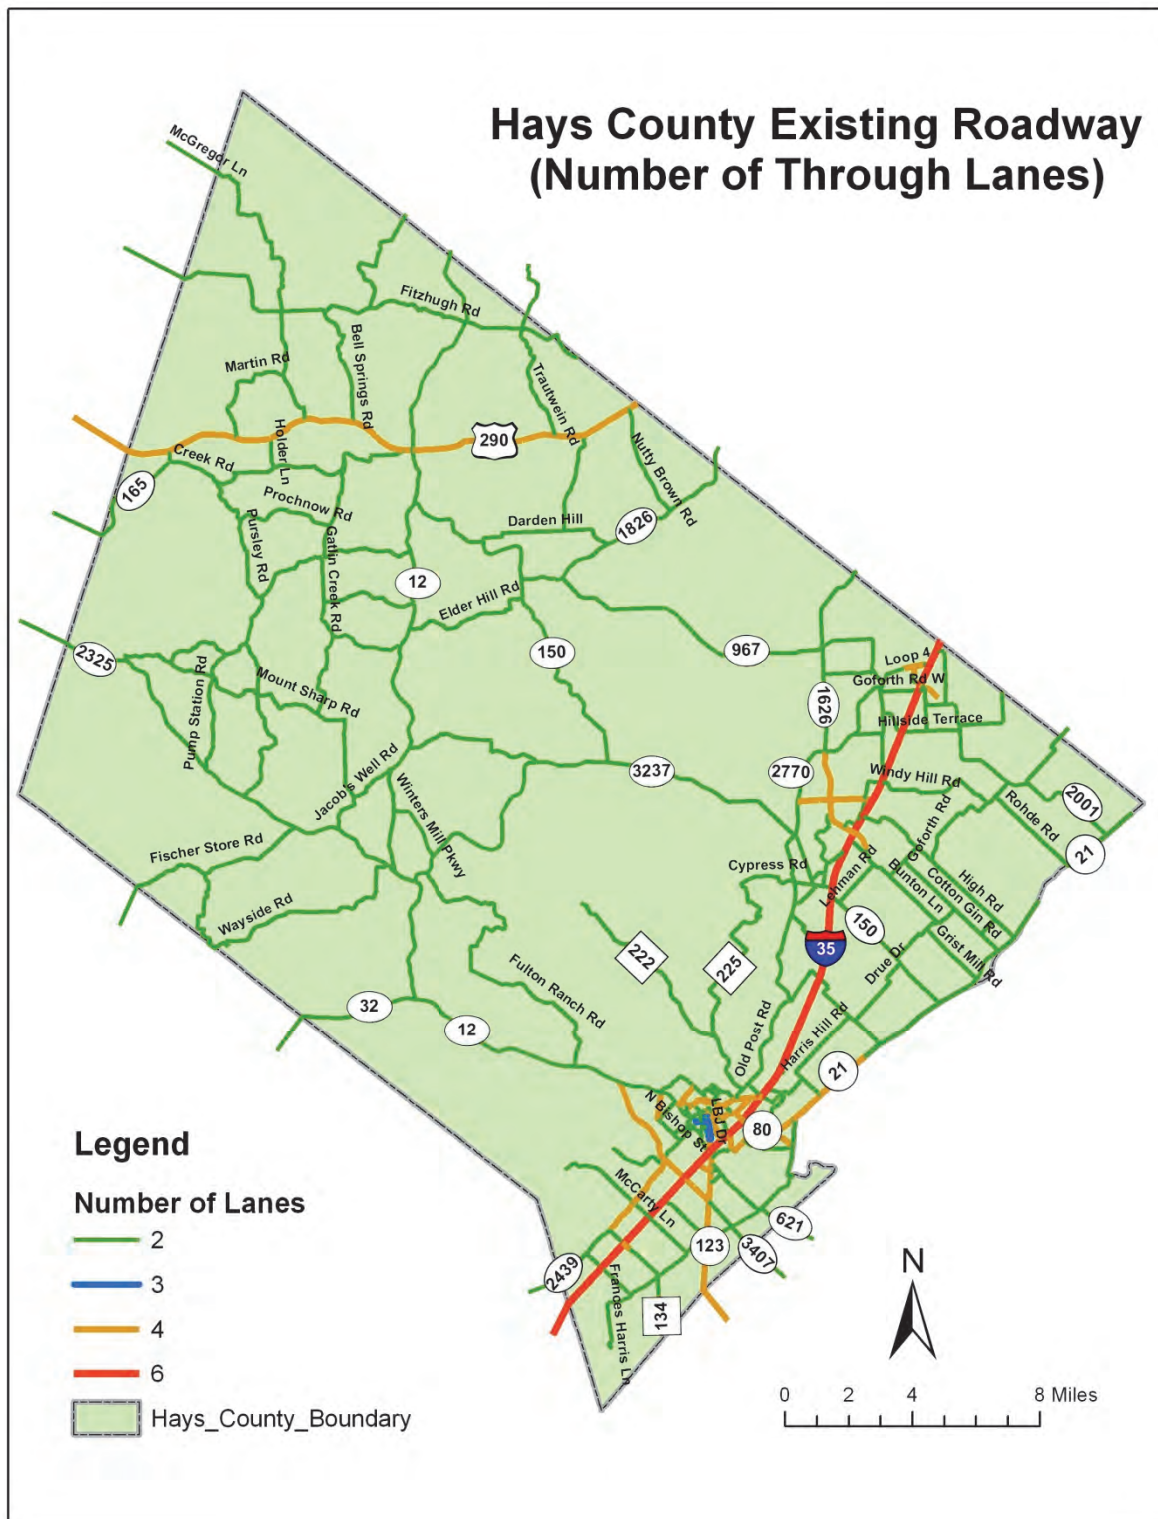 Hays County Existing Roadway
(Number of Through Lanes)
McGregor Ln
Fitzhugh Rd
Bell Springs Rd
Martin Rd
Trautwein Rd
290
Holder Ln
Creek Rd
165
Nutty Brown Rd
Prochnow Rd
Darden Hill
1826
Pursley Rd
Gatlin Creek Rd
12
Elder Hill Rd
2325
150
967
Loop 4
Goforth Rd W
Pump Station Rd
Mount Sharp Rd
1626
Hillside Terrace
Jacob's Well Rd
Winters Mill Pkwy
3237
2770
Windy Hill Rd
2001
Rohde Rd
21
Goforth Rd
Fischer Store Rd
Cypress Rd
Lehman Rd
Bunton Ln
Cotton Gin Rd
High Rd
Wayside Rd
150
Grist Mill Rd
35
222
225
Drue Dr
Fulton Ranch Rd
32
12
Old Post Rd
Harris Hill Rd
21
N Bishop St
LBJ Dr
80
McCarty Ln
621
123
3407
2439
Frances Harris Ln
134
N
0 2 4 8 Miles
Legend
Number of Lanes
2
3
4
6
Hays_County_Boundary